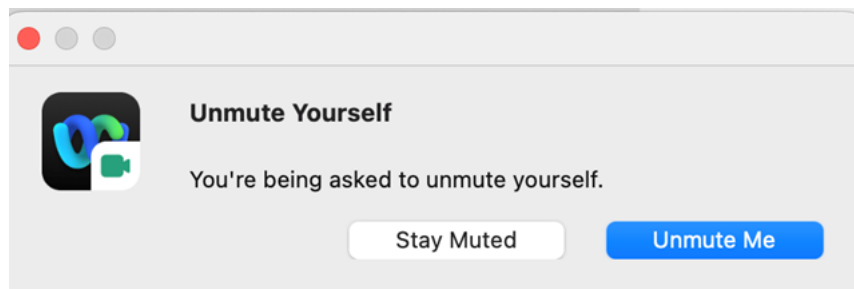 Unmute Yourself
You're being asked to unmute yourself.
Stay Muted Unmute Me